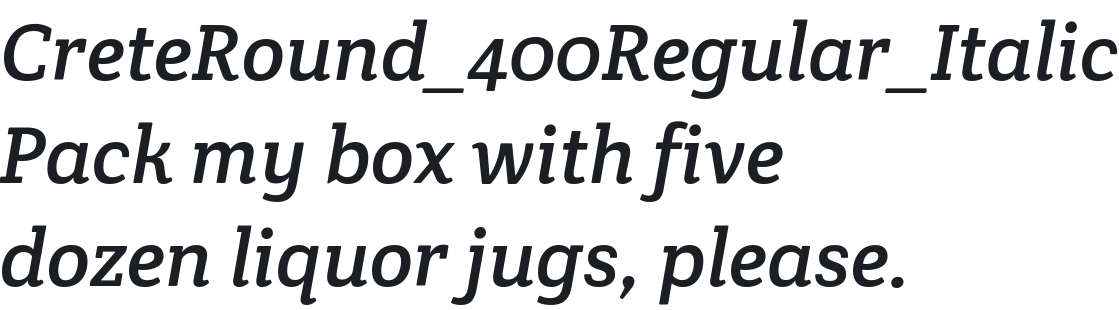 CreteRound_400Regular_Italic
Pack my box with five
dozen liquor jugs, please.